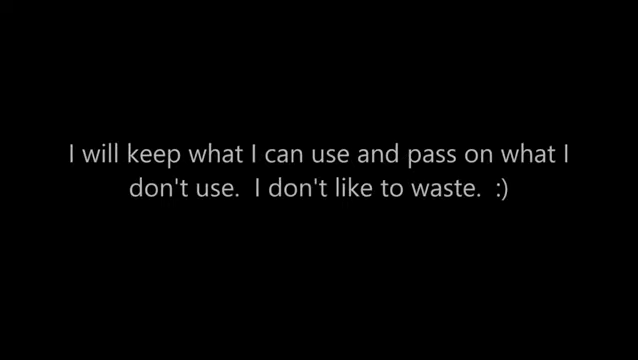 I will keep what I can use and pass on what I
don't use.  I don't like to waste.  :)